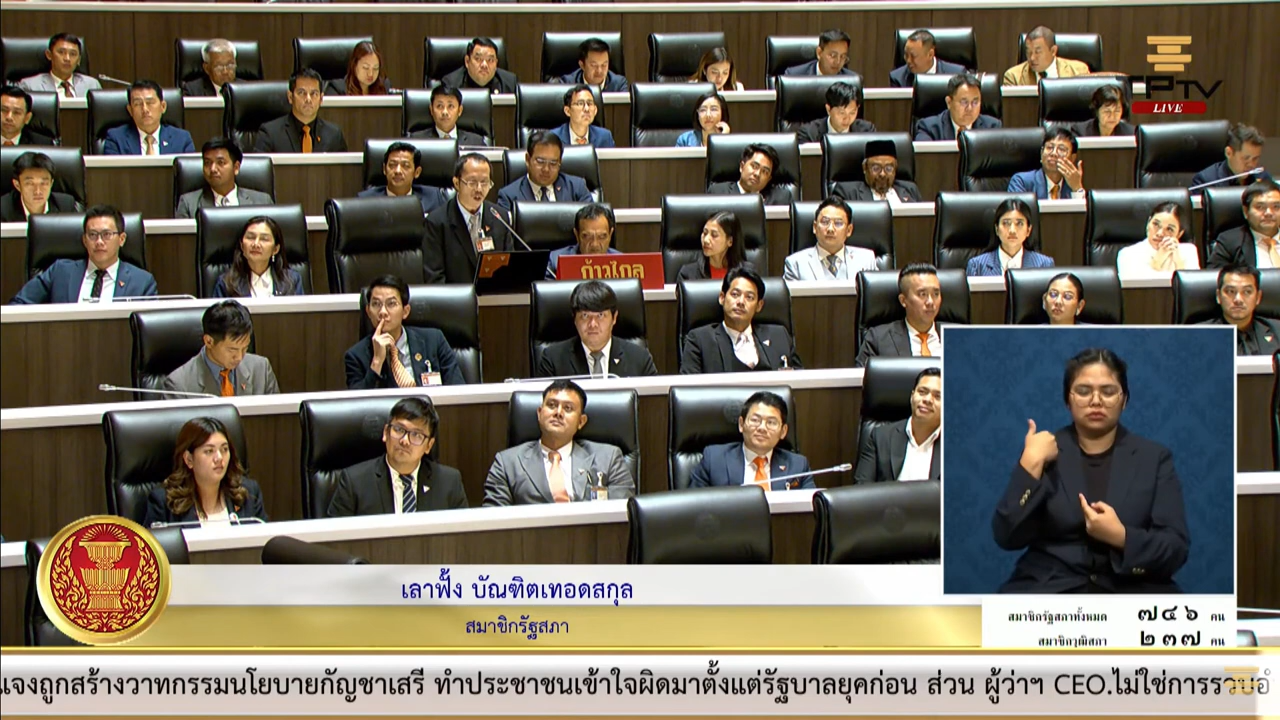 TPTV
LIVE
ก้าวไกล
เลาฟั้ง บัณฑิตเทอดสกุล
สมาชิกรัฐสภา
สมาชิกรัฐสภาทั้งหมด ๗๔๖ คน
สมาชิกวุฒิสภา ๒๓๗ คน
แจงถูกสร้างวาทกรรมนโยบายกัญชาเสรี ทำประชาชนเข้าใจผิดมาตั้งแต่รัฐบาลยุคก่อน ส่วน ผู้ว่าฯ CEO.ไม่ใช่การรวบอำ